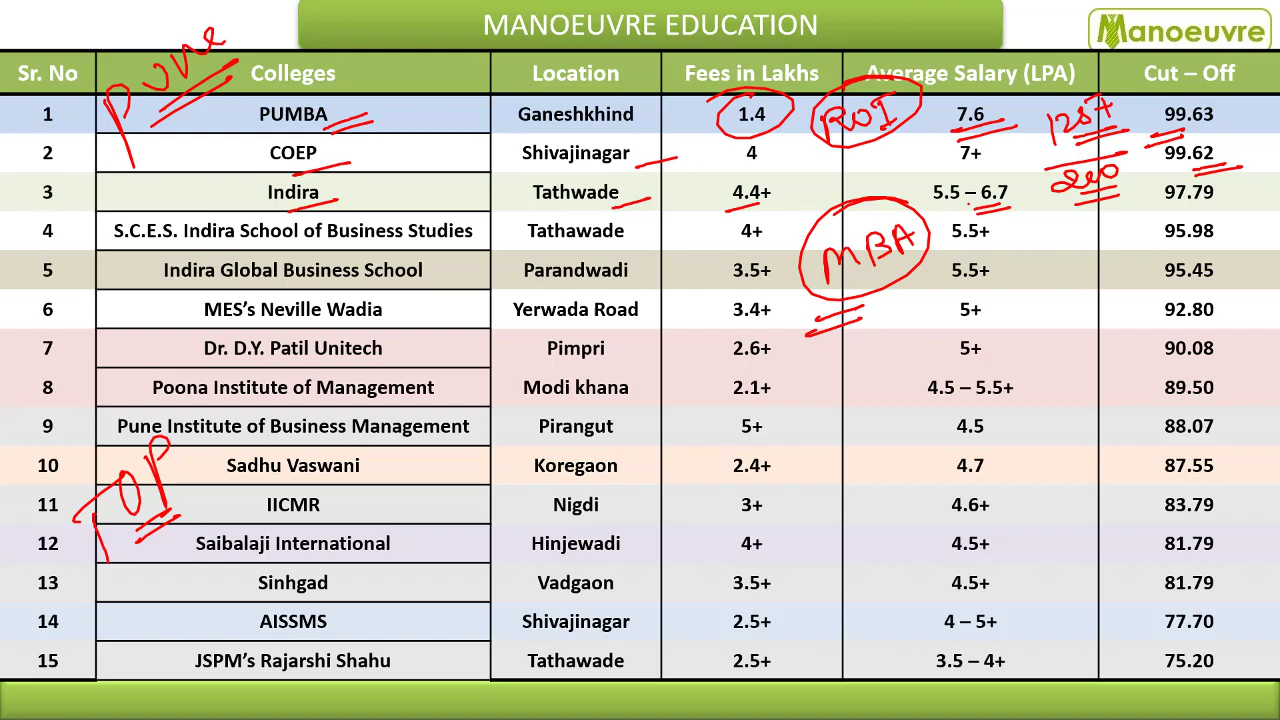 MANOEUVRE EDUCATION
Manoeuvre
Pune
Sr. No Colleges Location Fees in Lakhs Average Salary (LPA) Cut – Off
1 PUMBA Ganeshkhind 1.4 ROI 7.6 128+ 99.63
2 COEP Shivajinagar 4 7+ 99.62
200
3 Indira Tathwade 4.4+ 5.5 – 6.7 97.79
4 S.C.E.S. Indira School of Business Studies Tathawade 4+ 5.5+ 95.98
MBA
5 Indira Global Business School Parandwadi 3.5+ 5.5+ 95.45
6 MES’s Neville Wadia Yerwada Road 3.4+ 5+ 92.80
7 Dr. D.Y. Patil Unitech Pimpri 2.6+ 5+ 90.08
8 Poona Institute of Management Modi khana 2.1+ 4.5 – 5.5+ 89.50
9 Pune Institute of Business Management Pirangut 5+ 4.5 88.07
10 Sadhu Vaswani Koregaon 2.4+ 4.7 87.55
TOP
11 IICMR Nigdi 3+ 4.6+ 83.79
12 Saibalaji International Hinjewadi 4+ 4.5+ 81.79
13 Sinhgad Vadgaon 3.5+ 4.5+ 81.79
14 AISSMS Shivajinagar 2.5+ 4 – 5+ 77.70
15 JSPM’s Rajarshi Shahu Tathawade 2.5+ 3.5 – 4+ 75.20